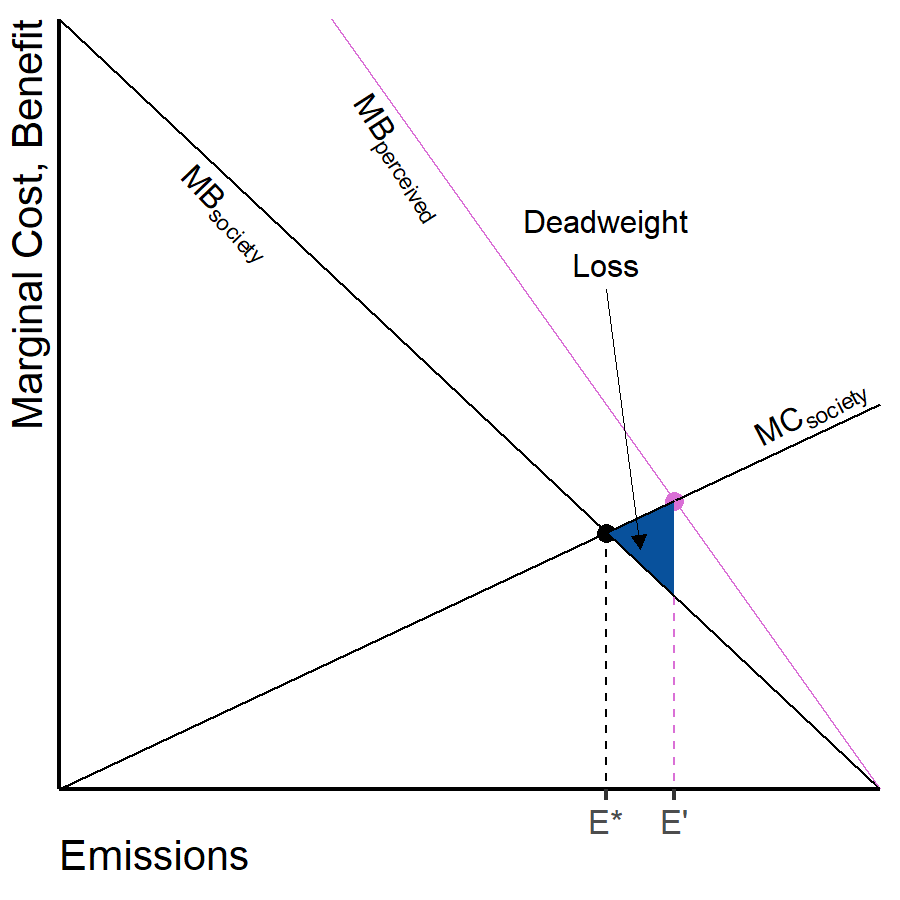 Marginal Cost, Benefit
MBsociety
MBperceived
Deadweight
Loss
MCsociety
E*
E'
Emissions